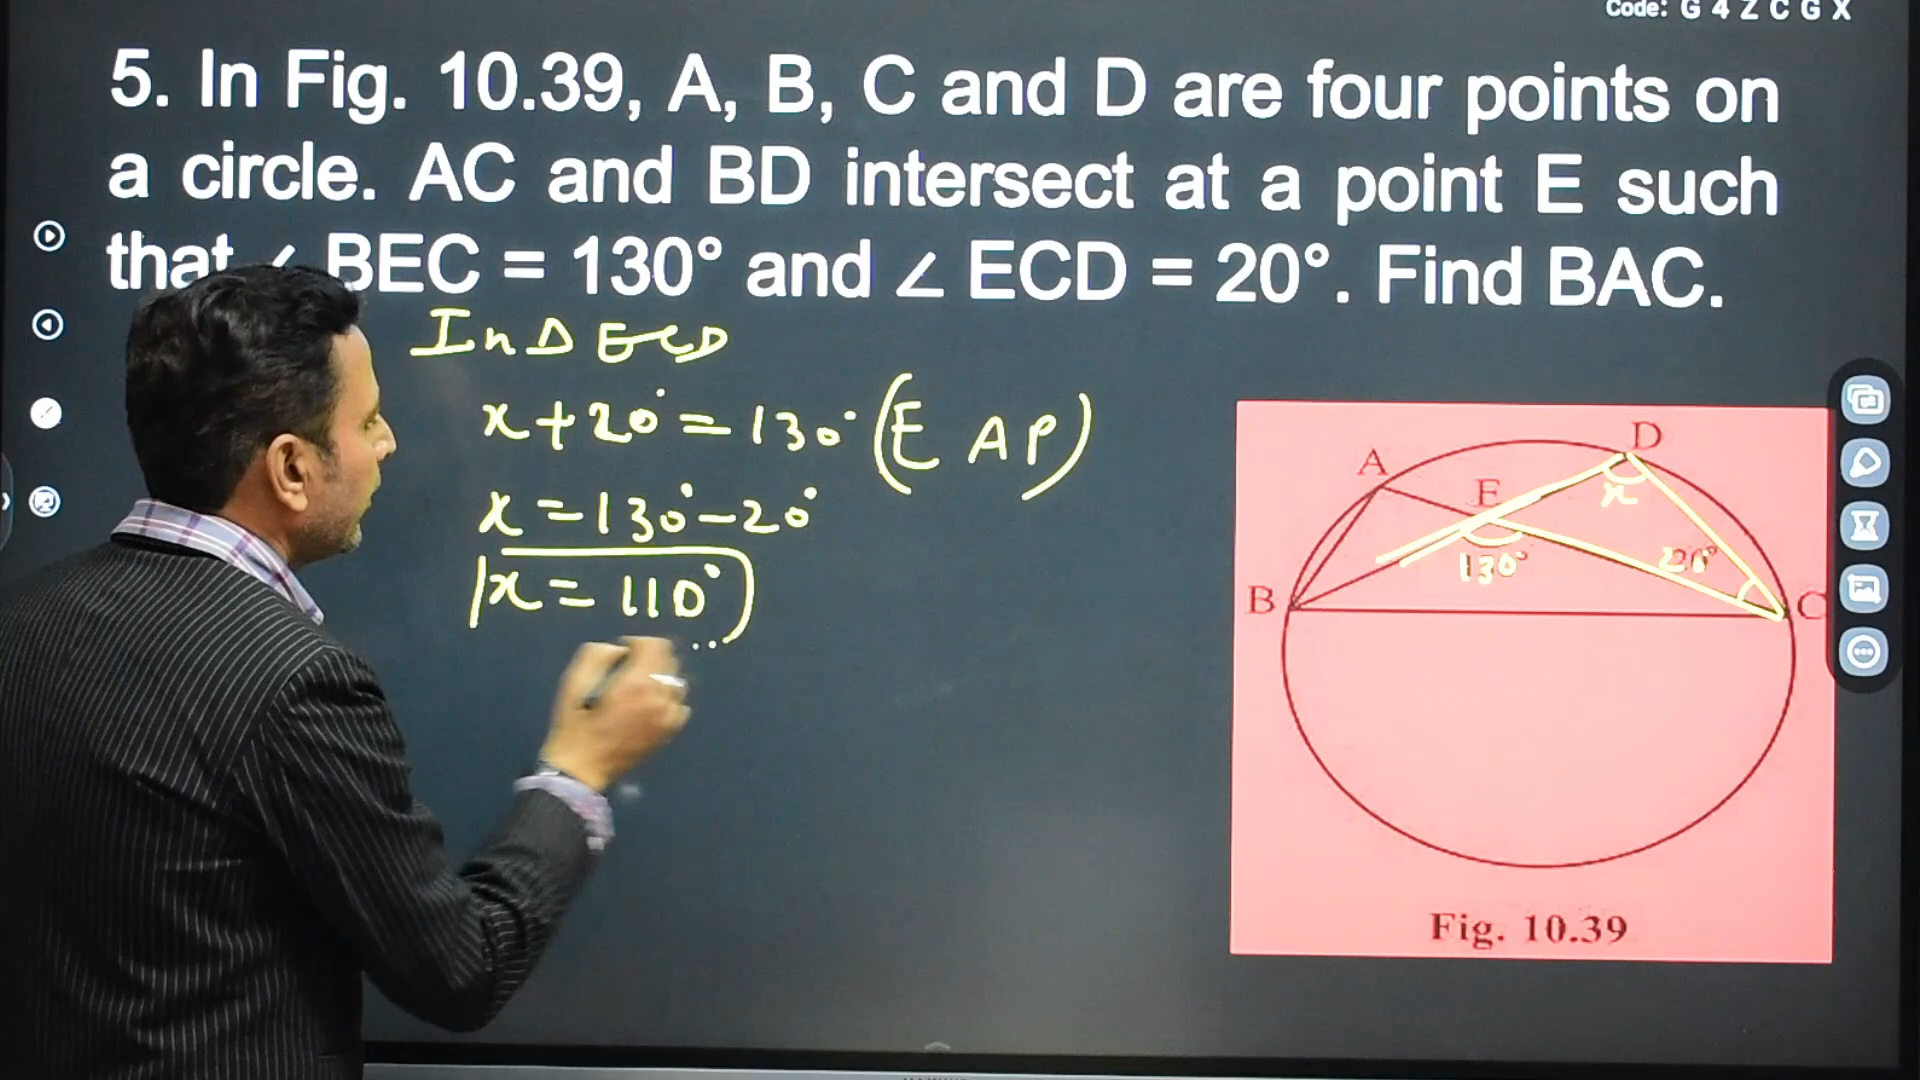 Code: G 4 Z C G X
5. In Fig. 10.39, A, B, C and D are four points on
a circle. AC and BD intersect at a point E such
that ∠ BEC = 130° and ∠ ECD = 20°. Find BAC.
In Δ ECD
x+20°=130° (E A P)
x=130°-20°
x=110°
A
D
E
x
130°
20°
B
C
Fig. 10.39